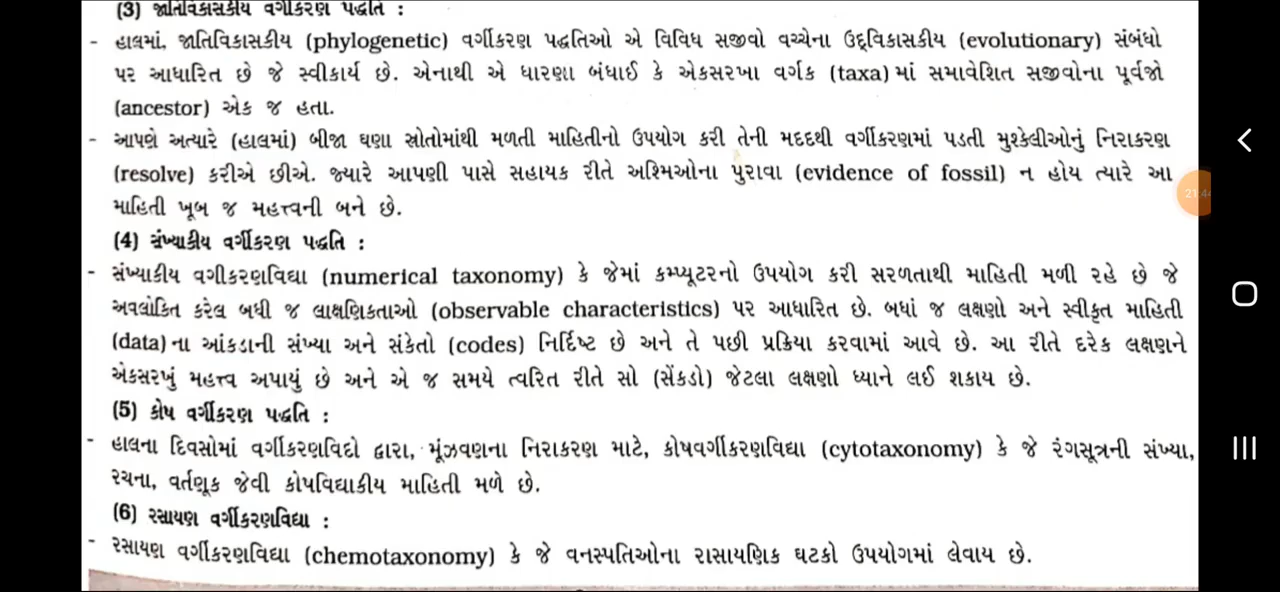 (3) જાતિવિકાસકીય વર્ગીકરણ પદ્ધતિ :
- હાલમાં, જાતિવિકાસકીય (phylogenetic) વર્ગીકરણ પદ્ધતિઓ એ વિવિધ સજીવો વચ્ચેના ઉદ્દવિકાસકીય (evolutionary) સંબંધો
પર આધારિત છે જે સ્વીકાર્ય છે. એનાથી એ ધારણા બંધાઈ કે એકસરખા વર્ગક (taxa) માં સમાવેશિત સજીવોના પૂર્વજો
(ancestor) એક જ હતા.
- આપણે અત્યારે (હાલમાં) બીજા ઘણા સ્રોતોમાંથી મળતી માહિતીનો ઉપયોગ કરી તેની મદદથી વર્ગીકરણમાં પડતી મુશ્કેલીઓનું નિરાકરણ
(resolve) કરીએ છીએ. જ્યારે આપણી પાસે સહાયક રીતે અશ્મિઓના પુરાવા (evidence of fossil) ન હોય ત્યારે આ
માહિતી ખૂબ જ મહત્ત્વની બને છે.
21:44
(4) સંખ્યાકીય વર્ગીકરણ પદ્ધતિ :
- સંખ્યાકીય વગીકરણવિદ્યા (numerical taxonomy) કે જેમાં કમ્પ્યૂટરનો ઉપયોગ કરી સરળતાથી માહિતી મળી રહે છે જે
અવલોકિત કરેલ બધી જ લાક્ષણિકતાઓ (observable characteristics) પર આધારિત છે. બધાં જ લક્ષણો અને સ્વીકૃત માહિતી
(data) ના આંકડાની સંખ્યા અને સંકેતો (codes) નિર્દિષ્ટ છે અને તે પછી પ્રક્રિયા કરવામાં આવે છે. આ રીતે દરેક લક્ષણને
એકસરખું મહત્ત્વ અપાયું છે અને એ જ સમયે ત્વરિત રીતે સો (સેંકડો) જેટલા લક્ષણો ધ્યાને લઈ શકાય છે.
(5) કોષ વર્ગીકરણ પદ્ધતિ :
- હાલના દિવસોમાં વર્ગીકરણવિદો દ્વારા, મૂંઝવણના નિરાકરણ માટે, કોષવર્ગીકરણવિદ્યા (cytotaxonomy) કે જે રંગસૂત્રની સંખ્યા,
રચના, વર્તણૂક જેવી કોષવિદ્યાકીય માહિતી મળે છે.
(6) રસાયણ વર્ગીકરણવિદ્યા :
- રસાયણ વર્ગીકરણવિદ્યા (chemotaxonomy) કે જે વનસ્પતિઓના રાસાયણિક ઘટકો ઉપયોગમાં લેવાય છે.